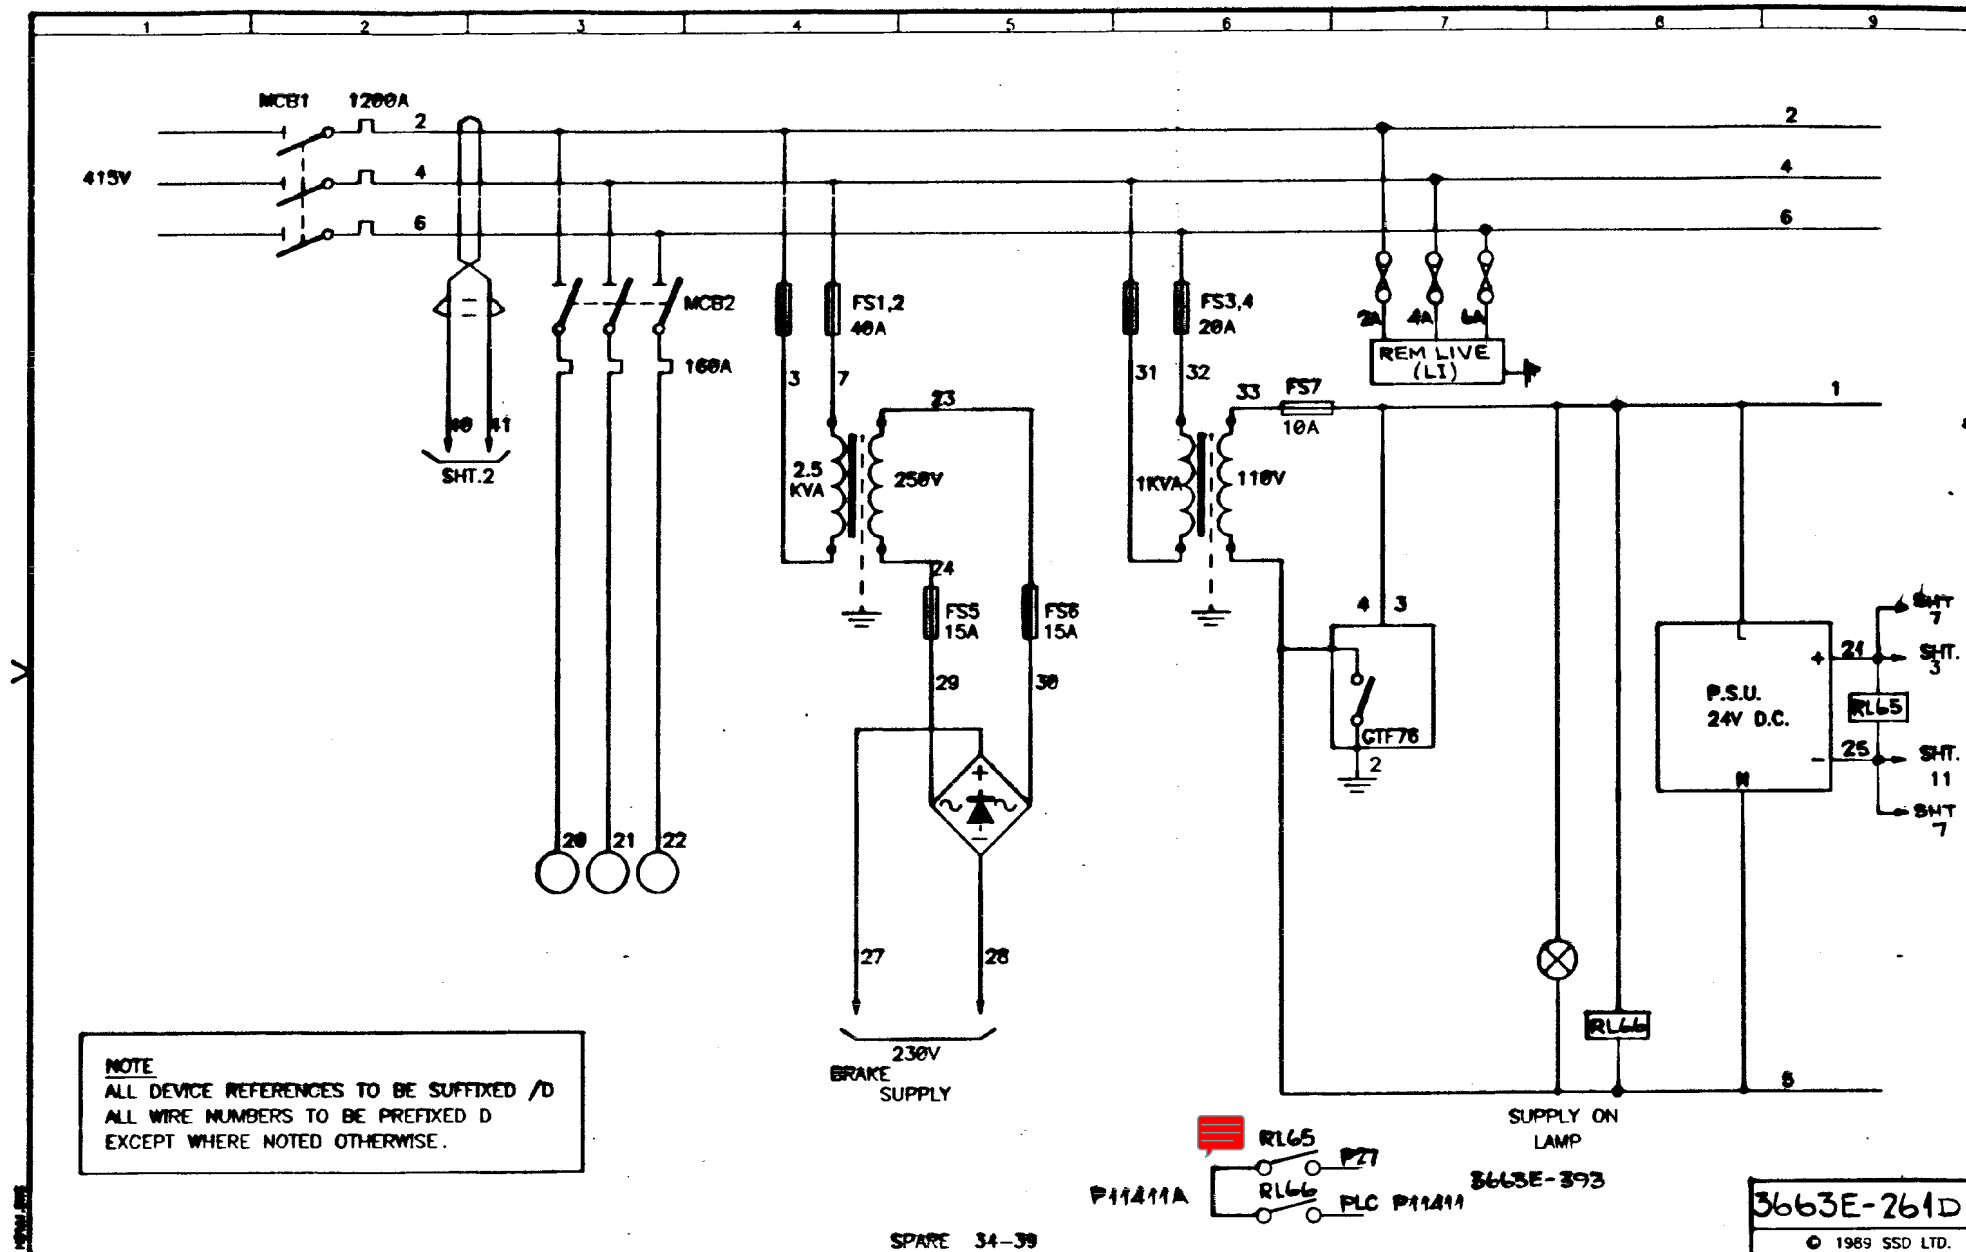 1 2 3 4 5 6 7 8 9
MCB1 1200A
2
2
415V
4
4
6
6
MCB2
160A
FS1,2
40A
FS3,4
20A
2A 4A 6A
REM LIVE
(LI)
3 7
31 32
33
FS7
10A
1
23
40 41
SHT.2
2.5
KVA
250V
1KVA
110V
24
FS5
15A
FS6
15A
4 3
29
30
GTF76
2
L
P.S.U.
24V D.C.
N
+
-
21
25
SHT
7
SHT.
3
RL65
SHT.
11
SHT
7
+
-
20 21 22
27
28
230V
BRAKE
SUPPLY
RL66
5
SUPPLY ON
LAMP
NOTE
ALL DEVICE REFERENCES TO BE SUFFIXED /D
ALL WIRE NUMBERS TO BE PREFIXED D
EXCEPT WHERE NOTED OTHERWISE.
RL65
P27
P11411A
RL66
PLC P11411
3663E-393
SPARE 34-39
3663E-261D
© 1989 SSD LTD.